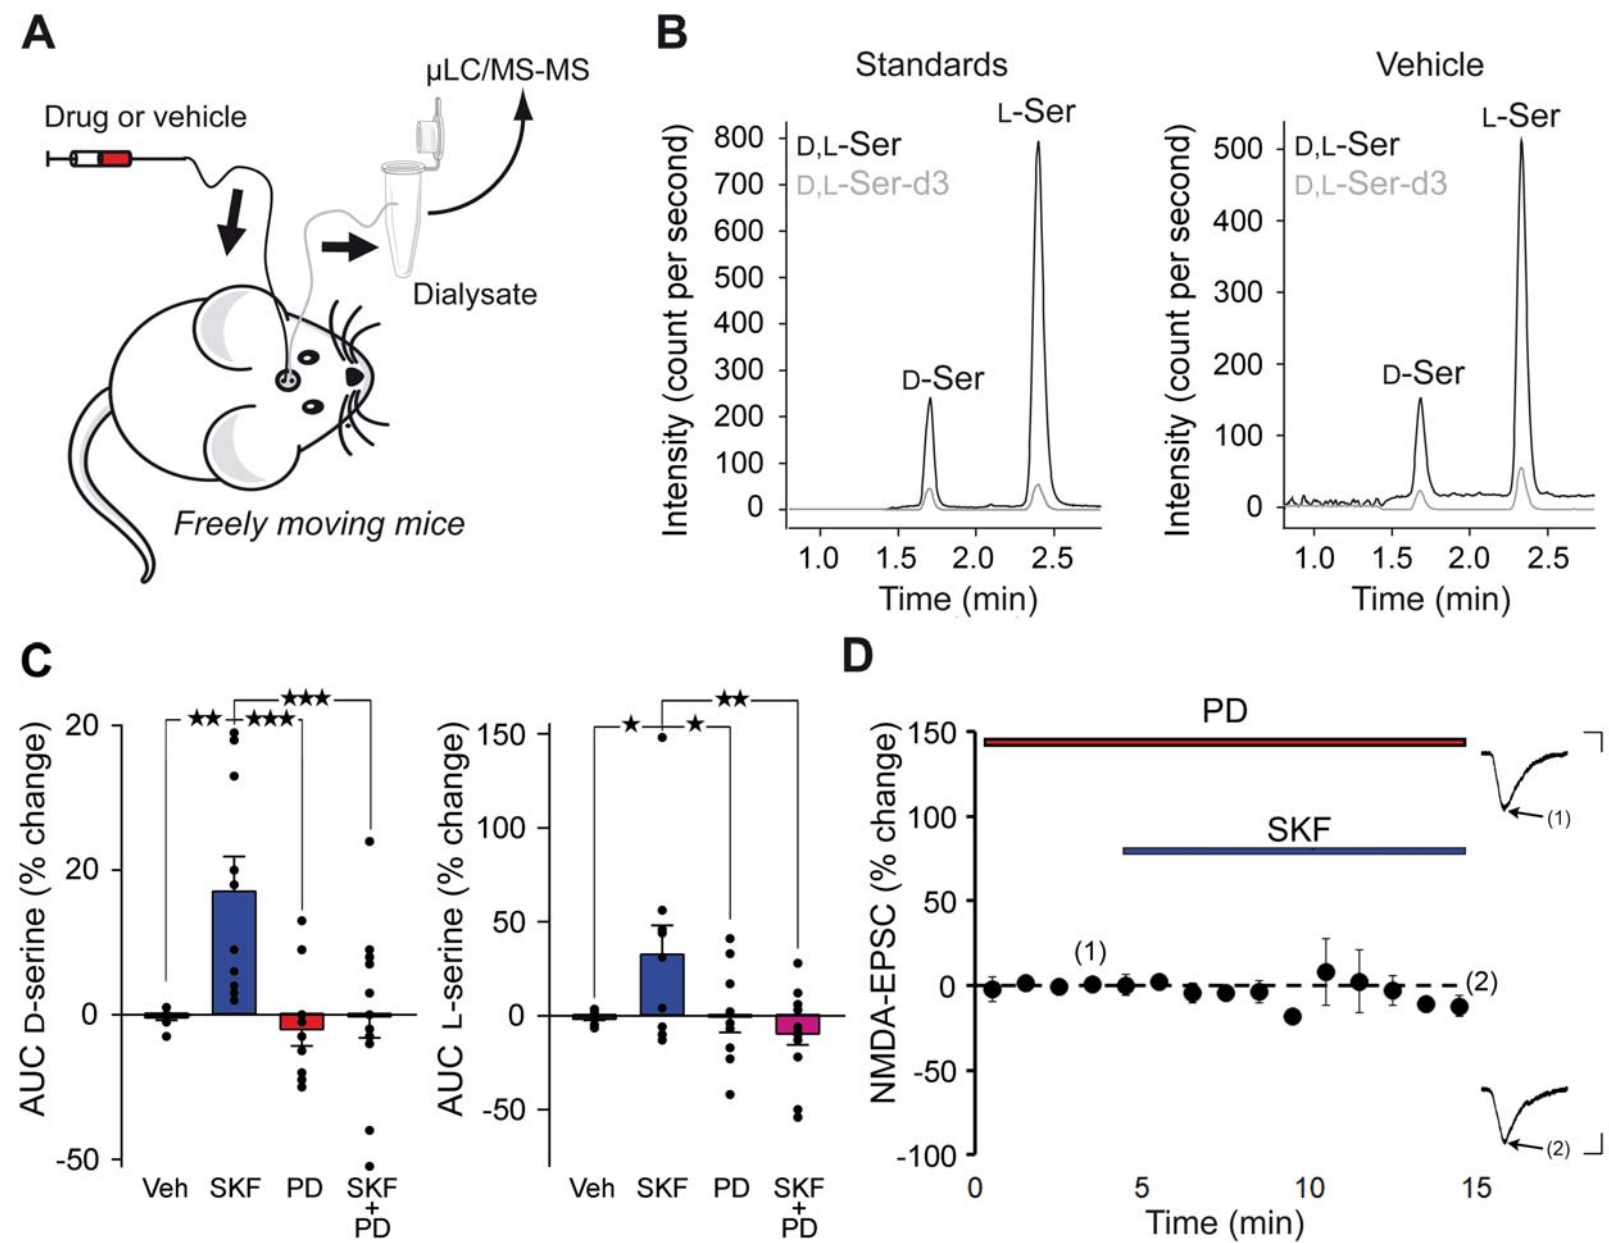 A
Drug or vehicle
µLC/MS-MS
Dialysate
Freely moving mice
B
Standards
Intensity (count per second)
800
700
600
500
400
300
200
100
0
D,L-Ser
D,L-Ser-d3
L-Ser
D-Ser
1.0 1.5 2.0 2.5
Time (min)
Vehicle
Intensity (count per second)
500
400
300
200
100
0
D,L-Ser
D,L-Ser-d3
L-Ser
D-Ser
1.0 1.5 2.0 2.5
Time (min)
C
AUC D-serine (% change)
20
20
0
-50
★★ ★★★
★★★
Veh SKF PD SKF
+
PD
AUC L-serine (% change)
150
100
50
0
-50
★ ★
★★
Veh SKF PD SKF
+
PD
D
NMDA-EPSC (% change)
150
100
50
0
-50
-100
PD
SKF
(1)
(2)
(1)
(2)
0 5 10 15
Time (min)